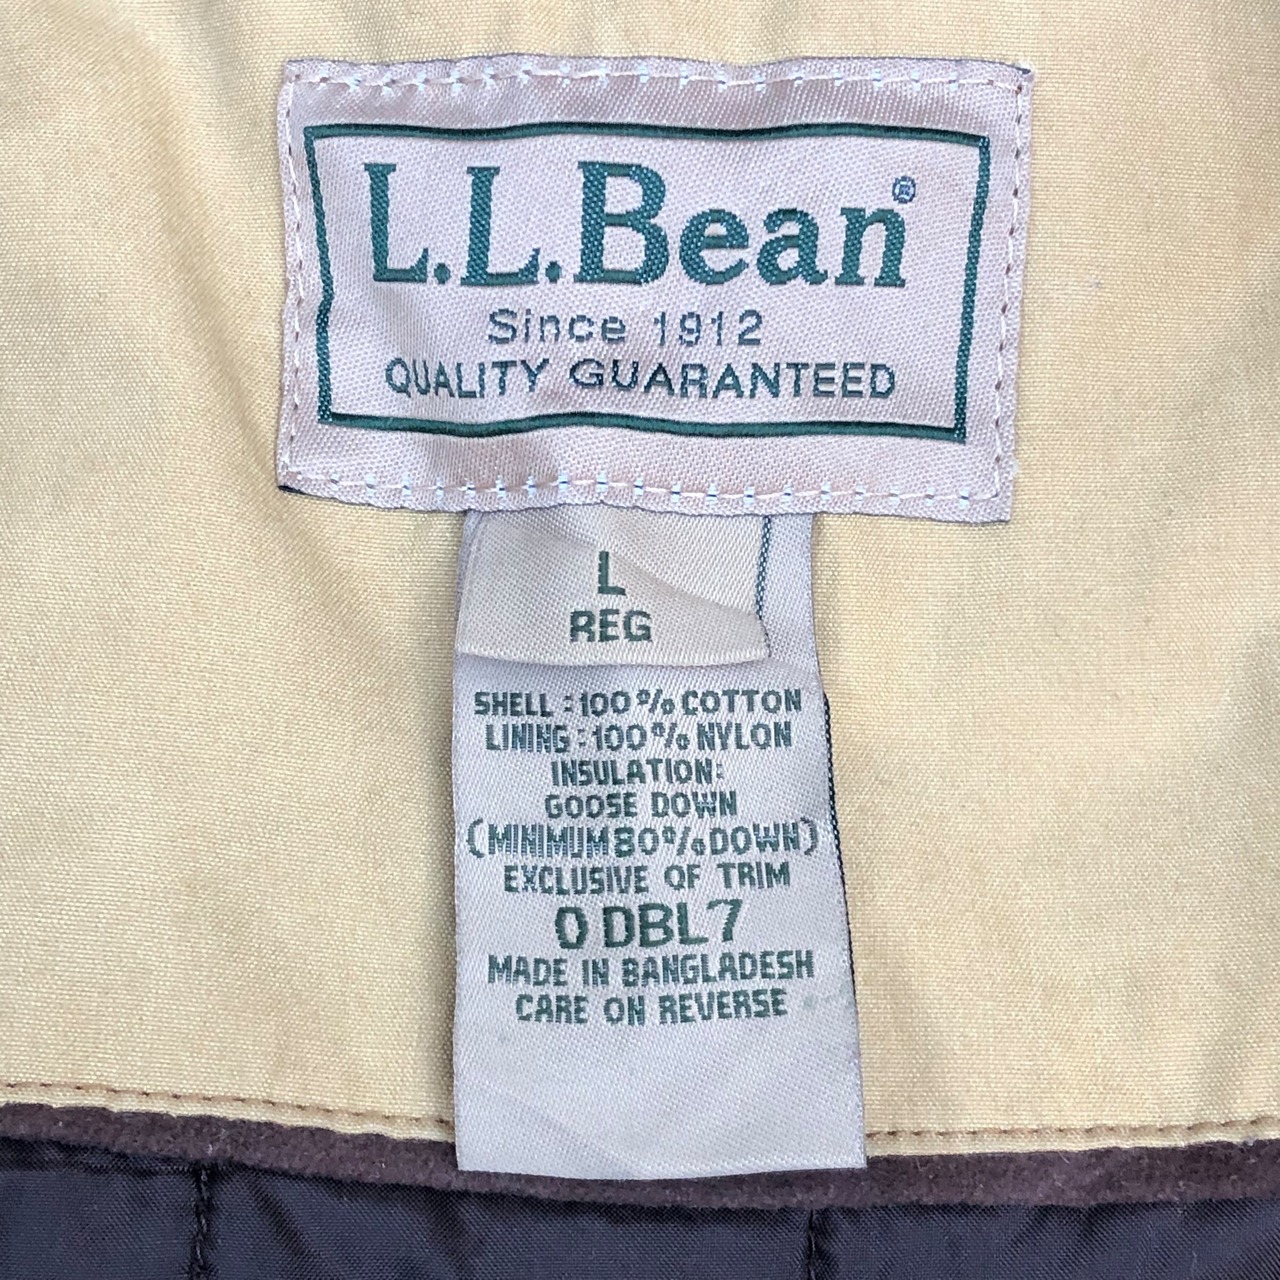 L.L.Bean®
Since 1912
QUALITY GUARANTEED
L
REG
SHELL : 100% COTTON
LINING : 100% NYLON
INSULATION:
GOOSE DOWN
(MINIMUM 80% DOWN)
EXCLUSIVE OF TRIM
0 DBL7
MADE IN BANGLADESH
CARE ON REVERSE